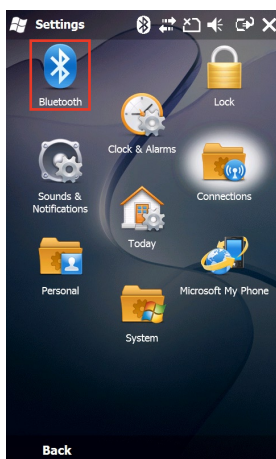 Settings
Bluetooth
Lock
Clock & Alarms
Sounds &
Notifications
Connections
Today
Personal
Microsoft My Phone
System
Back